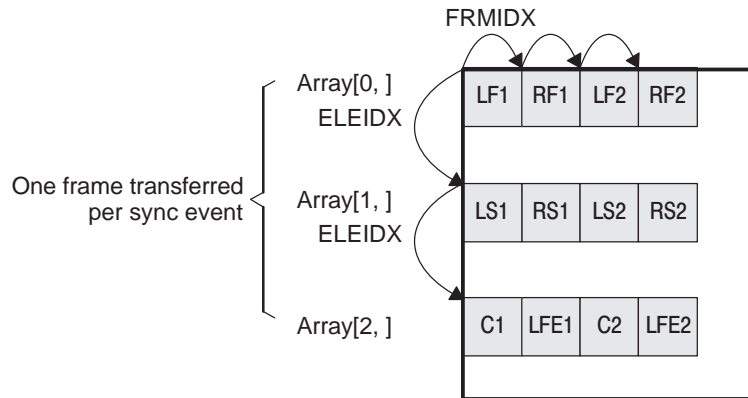 FRMIDX
Array[0, ]
ELEIDX
LF1 RF1 LF2 RF2
One frame transferred
per sync event
Array[1, ]
ELEIDX
LS1 RS1 LS2 RS2
Array[2, ]
C1 LFE1 C2 LFE2